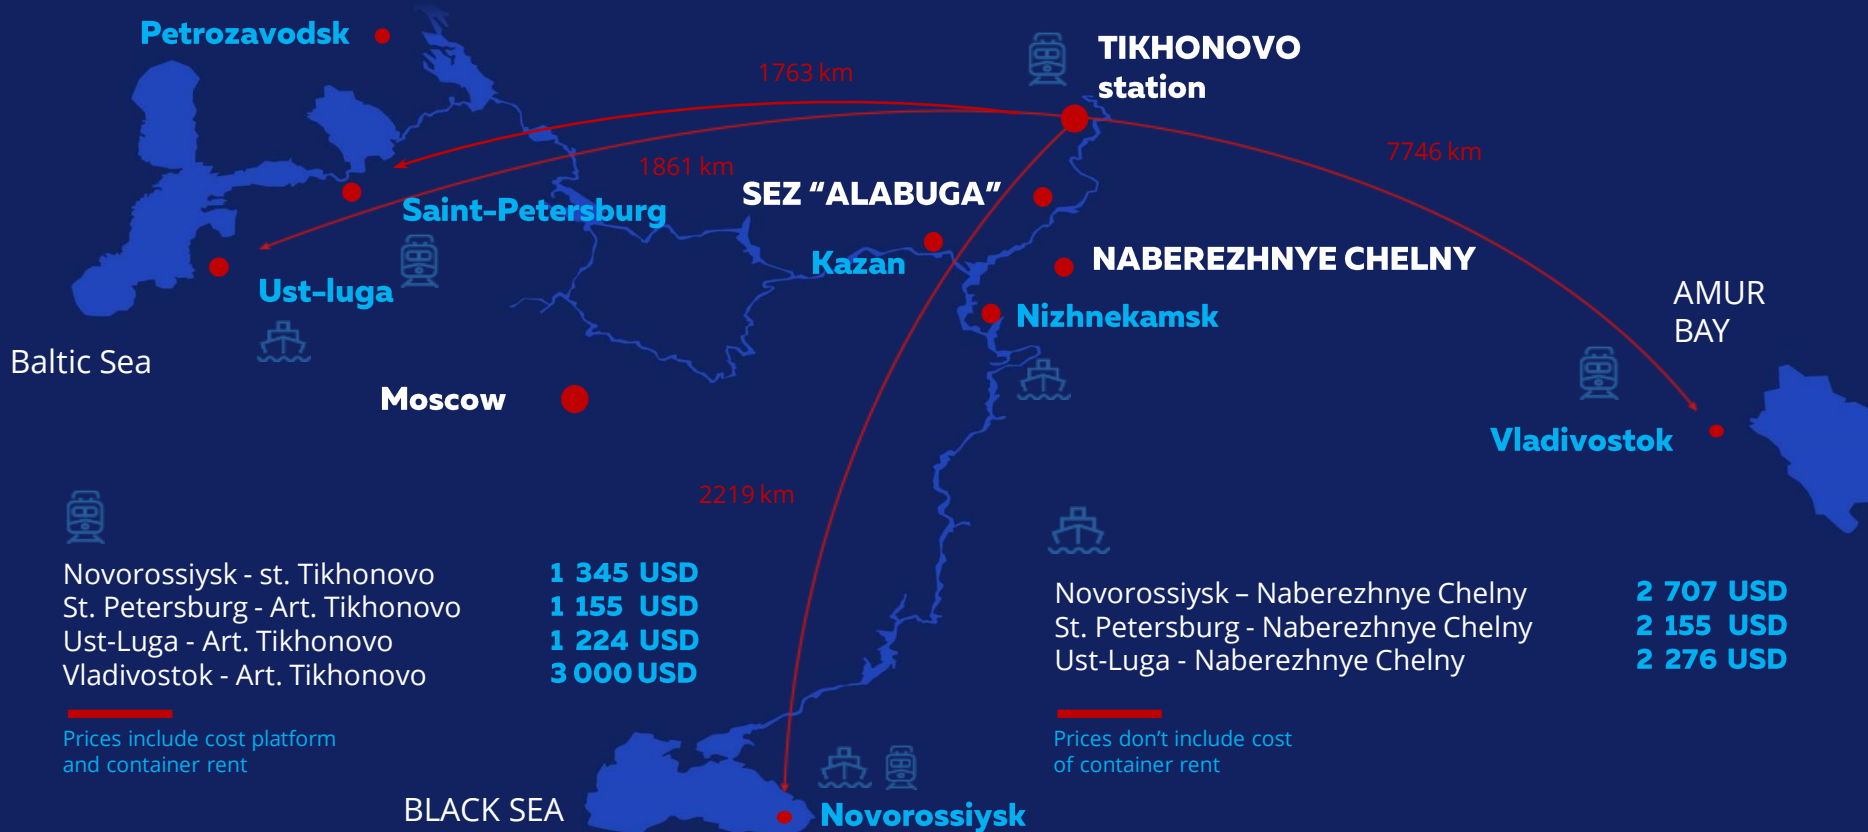 Petrozavodsk
TIKHONOVO
station
1763 km
1861 km
7746 km
SEZ “ALABUGA”
Saint-Petersburg
Kazan
NABEREZHNYE CHELNY
Ust-luga
AMUR
BAY
Nizhnekamsk
Baltic Sea
Moscow
Vladivostok
2219 km
Novorossiysk - st. Tikhonovo 1 345 USD
St. Petersburg - Art. Tikhonovo 1 155 USD
Ust-Luga - Art. Tikhonovo 1 224 USD
Vladivostok - Art. Tikhonovo 3 000 USD
Prices include cost platform
and container rent
Novorossiysk – Naberezhnye Chelny 2 707 USD
St. Petersburg - Naberezhnye Chelny 2 155 USD
Ust-Luga - Naberezhnye Chelny 2 276 USD
Prices don’t include cost
of container rent
BLACK SEA
Novorossiysk